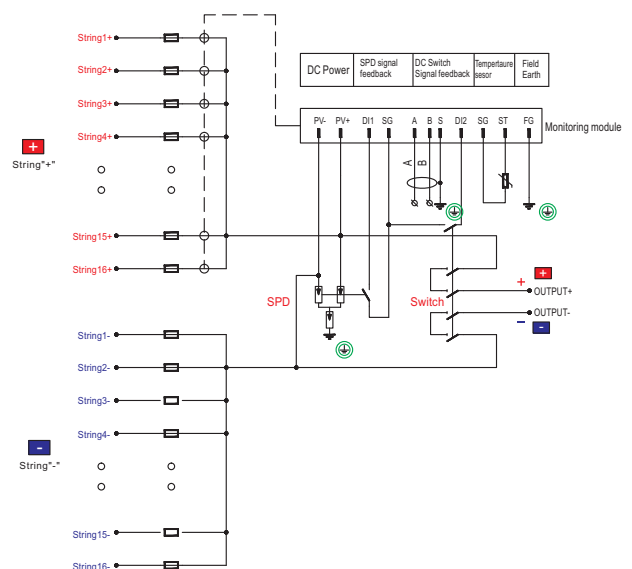 String1+
String2+
String3+
String4+
+
String"+"
String15+
String16+
DC Power
SPD signal
feedback
DC Switch
Signal feedback
Tempertaure
sesor
Field
Earth
PV- PV+ DI1 SG A B S DI2 SG ST FG
Monitoring module
A
B
SPD
Switch
+
+
OUTPUT+
OUTPUT-
–
-
String1-
String2-
String3-
String4-
-
String"-"
String15-
String16-